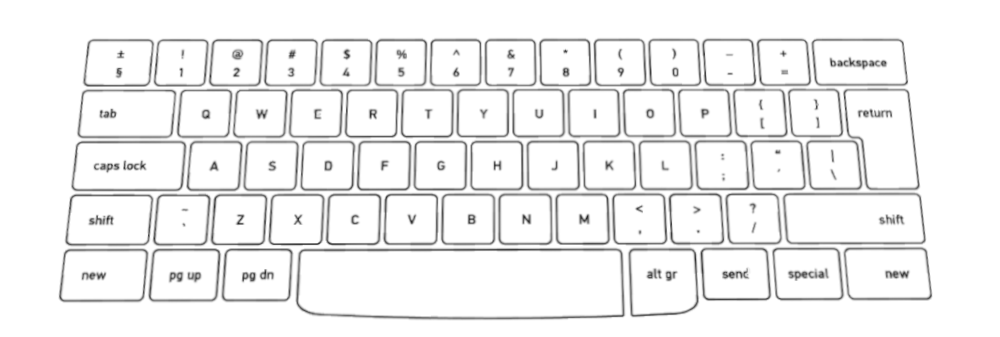 ± ! @ # $ % ^ & * ( ) – +
§ 1 2 3 4 5 6 7 8 9 0 - = backspace
tab Q W E R T Y U I O P { [ } ] return
caps lock A S D F G H J K L : ; " ' | \
shift ~ ` Z X C V B N M < , > . ? / shift
new pg up pg dn alt gr send special new